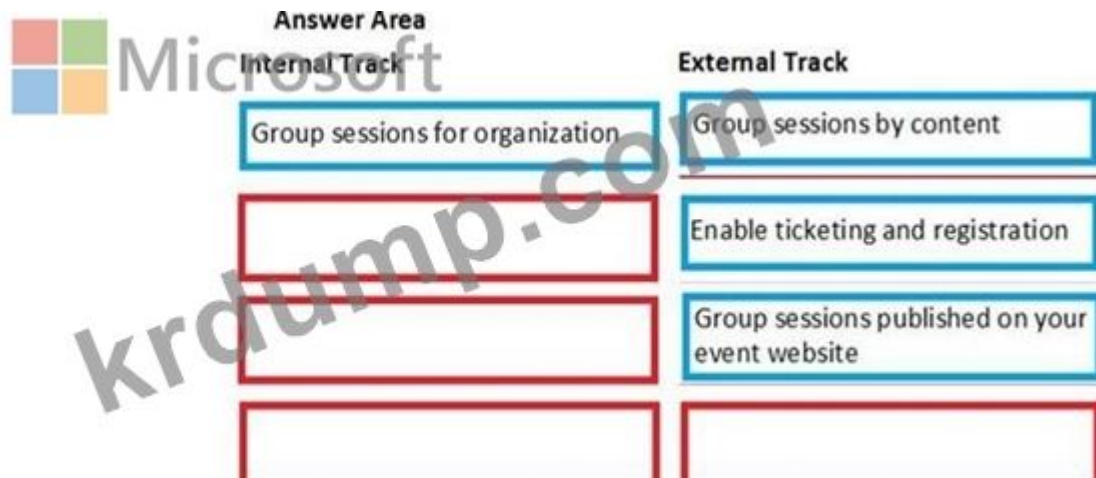 Answer Area
Microsoft
Internal Track
External Track
Group sessions for organization
Group sessions by content
Enable ticketing and registration
Group sessions published on your
event website
krdump.com